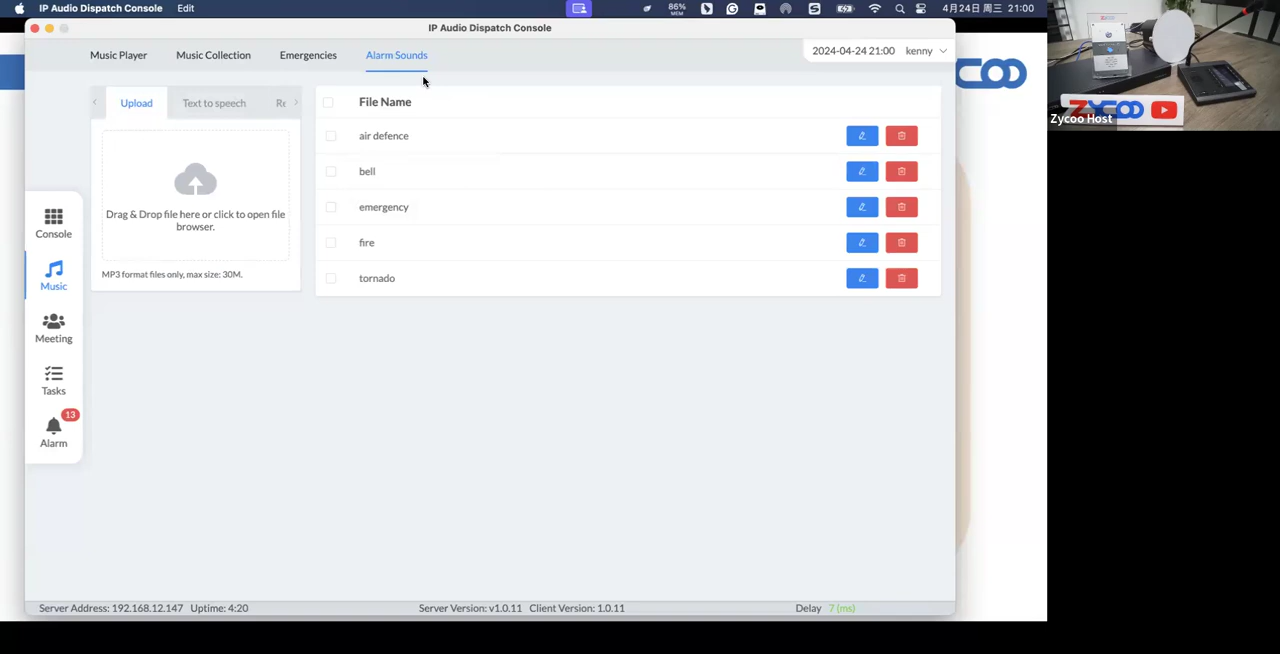 IP Audio Dispatch Console Edit
86%
MEM
4月24日 周三 21:00
IP Audio Dispatch Console
Music Player Music Collection Emergencies Alarm Sounds
2024-04-24 21:00 kenny
Upload Text to speech Re
File Name
air defence
bell
emergency
fire
tornado
Drag & Drop file here or click to open file
browser.
MP3 format files only, max size: 30M.
Console
Music
Meeting
Tasks
13
Alarm
Server Address: 192.168.12.147 Uptime: 4:20
Server Version: v1.0.11 Client Version: 1.0.11
Delay 7 (ms)
COO
ZYCOO
Zycoo Host